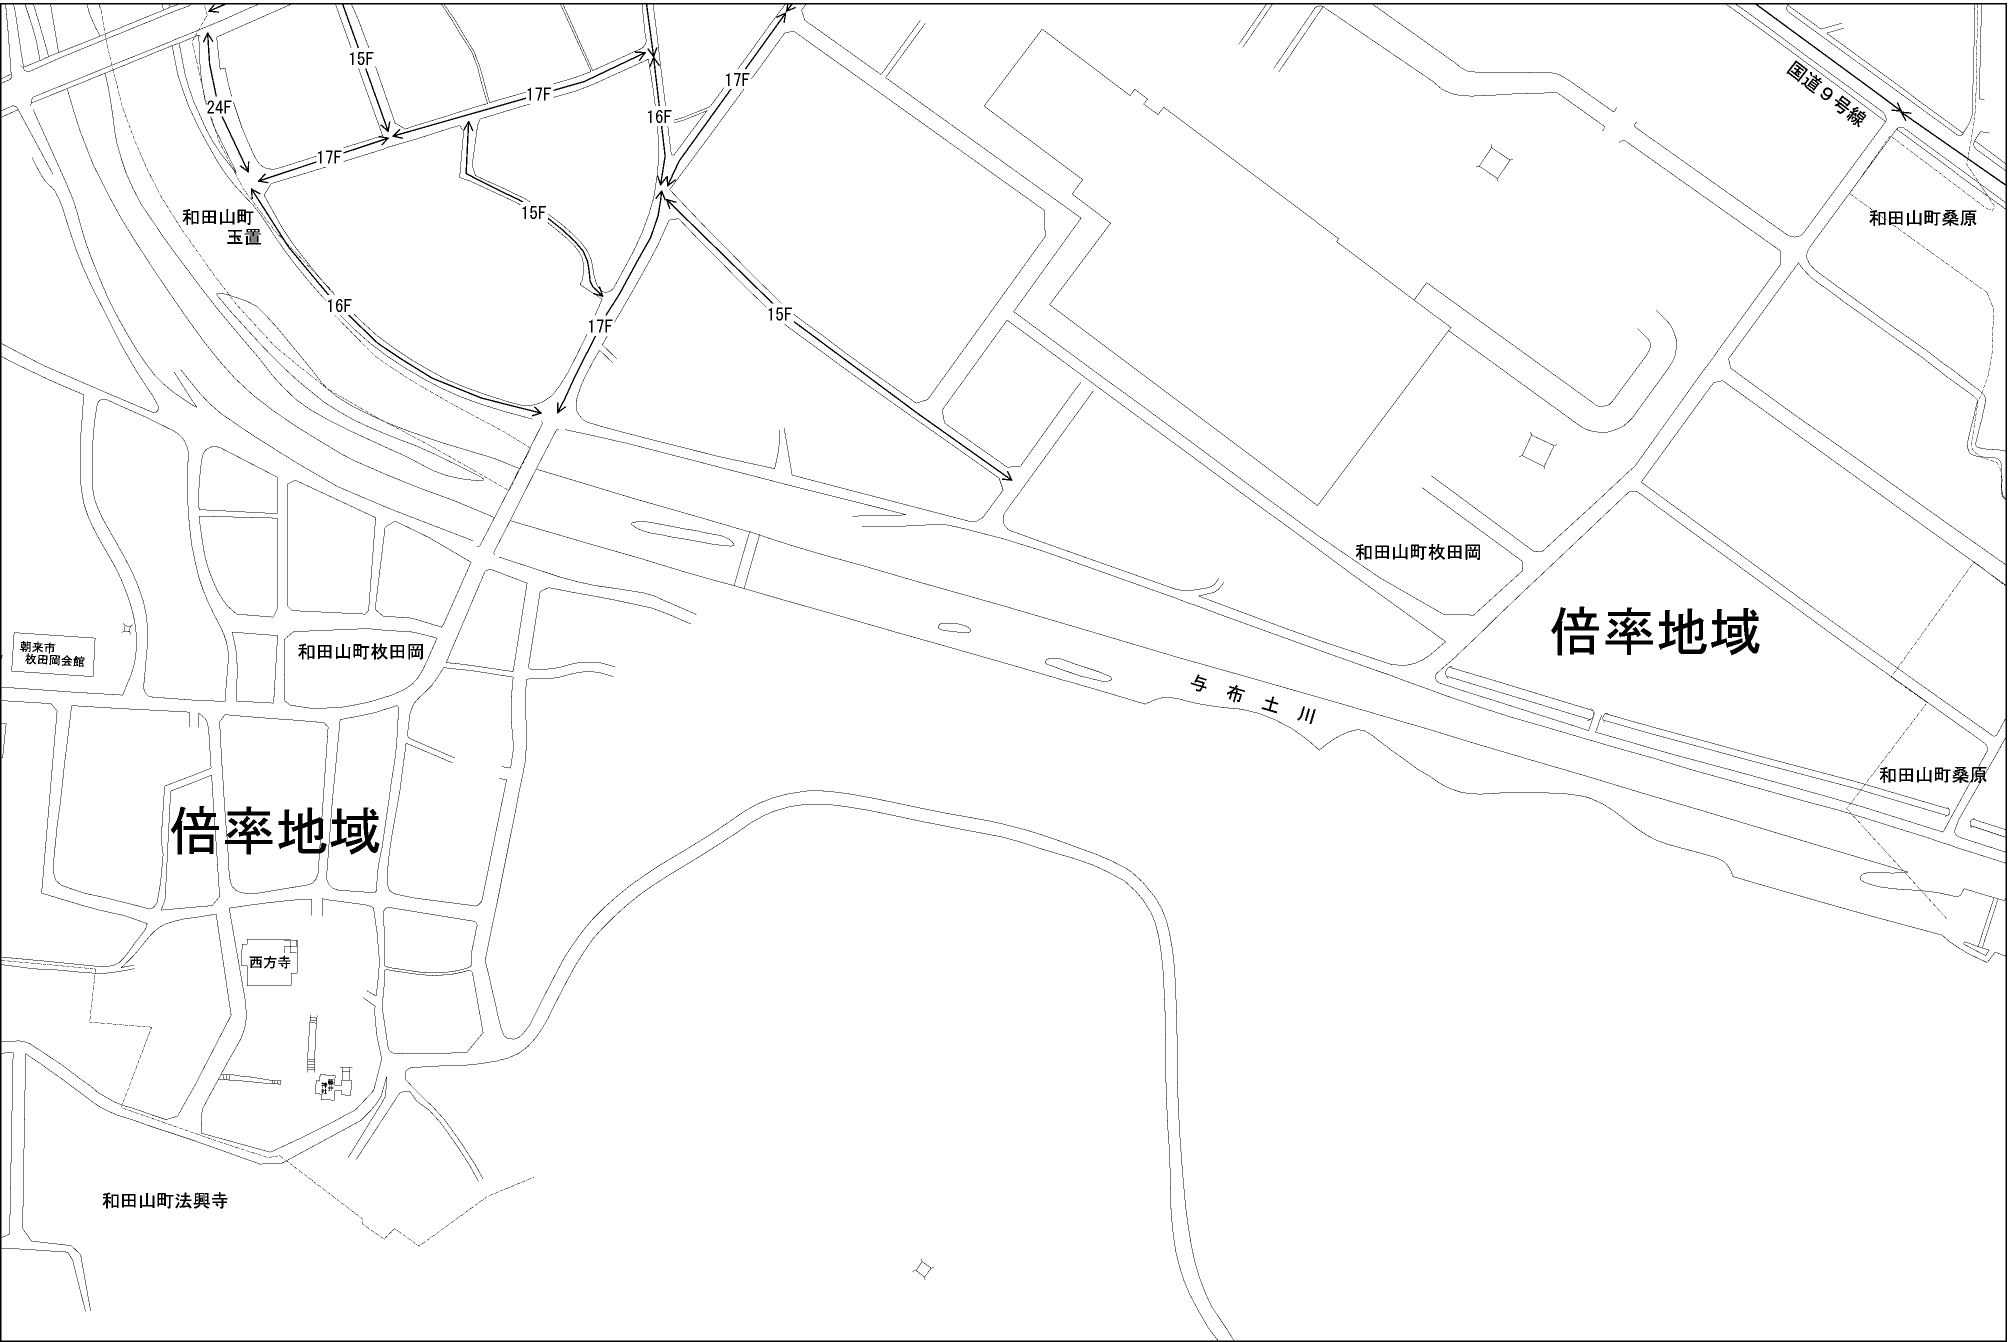 15F
17F
17F
24F
16F
17F
15F
16F
17F
15F
国道9号線
和田山町
玉置
和田山町桑原
和田山町枚田岡
倍率地域
朝来市
枚田岡会館
和田山町枚田岡
与布土川
和田山町桑原
倍率地域
西方寺
和田山町法興寺